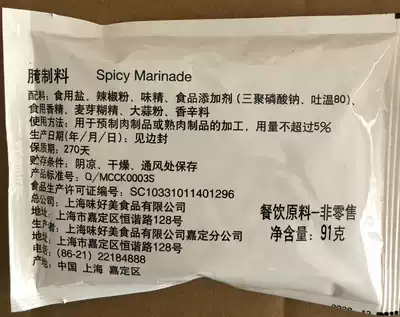 腌制料 Spicy Marinade
配料：食用盐、辣椒粉、味精、食品添加剂（三聚磷酸钠、吐温80）、
食用香精、麦芽糊精、大蒜粉、香辛料
使用方法：用于预制肉制品或熟肉制品的加工，用量不超过5%
生产日期(年/月/日)：见边封
保质期：270天
贮存条件：阴凉、干燥、通风处保存
产品标准号：Q/MCCK0003S
食品生产许可证编号：SC10331011401296
总公司：上海味好美食品有限公司
地址：上海市嘉定区恒谐路128号
生产者：上海味好美食品有限公司嘉定分公司
地址：上海市嘉定区恒谐路128号
电话：(86-21) 22184888
产地：中国 上海 嘉定区
餐饮原料—非零售
净含量：91克